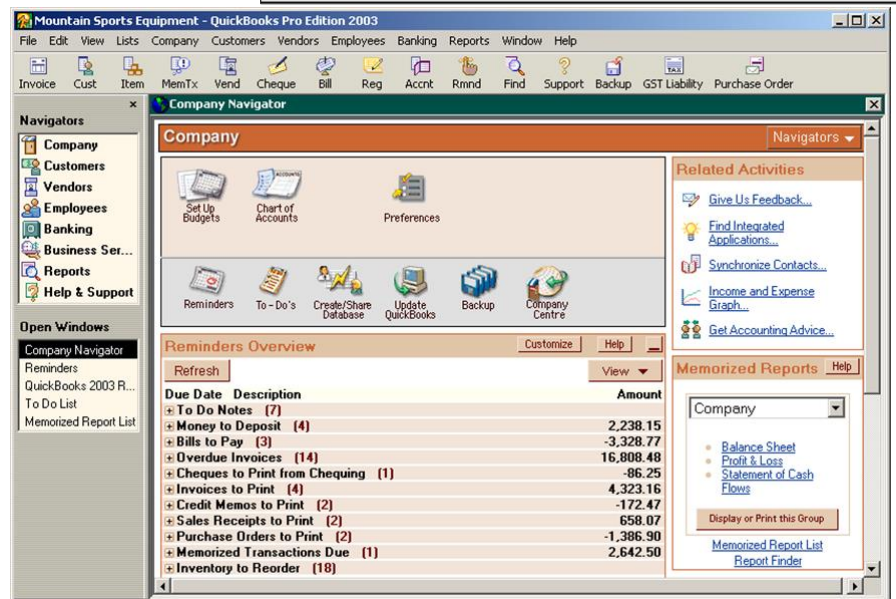 Mountain Sports Equipment - QuickBooks Pro Edition 2003
File Edit View Lists Company Customers Vendors Employees Banking Reports Window Help
Invoice Cust Item MemTx Vend Cheque Bill Reg Accnt Rmnd Find Support Backup GST Liability Purchase Order
Navigators
Company
Customers
Vendors
Employees
Banking
Business Ser...
Reports
Help & Support
Open Windows
Company Navigator
Reminders
QuickBooks 2003 R...
To Do List
Memorized Report List
Company Navigator
Company
Navigators
Set Up
Budgets
Chart of
Accounts
Preferences
Reminders
To-Do's
Create/Share
Database
Update
QuickBooks
Backup
Company
Centre
Reminders Overview Customize Help
Refresh View
Due Date Description Amount
To Do Notes (7)
Money to Deposit (4) 2,238.15
Bills to Pay (3) -3,328.77
Overdue Invoices (14) 16,808.48
Cheques to Print from Chequing (1) -86.25
Invoices to Print (4) 4,323.16
Credit Memos to Print (2) -172.47
Sales Receipts to Print (2) 658.07
Purchase Orders to Print (2) -1,386.90
Memorized Transactions Due (1) 2,642.50
Inventory to Reorder (18)
Related Activities
Give Us Feedback...
Find Integrated
Applications...
Synchronize Contacts...
Income and Expense
Graph...
Get Accounting Advice...
Memorized Reports Help
Company
Balance Sheet
Profit & Loss
Statement of Cash
Flows
Display or Print this Group
Memorized Report List
Report Finder